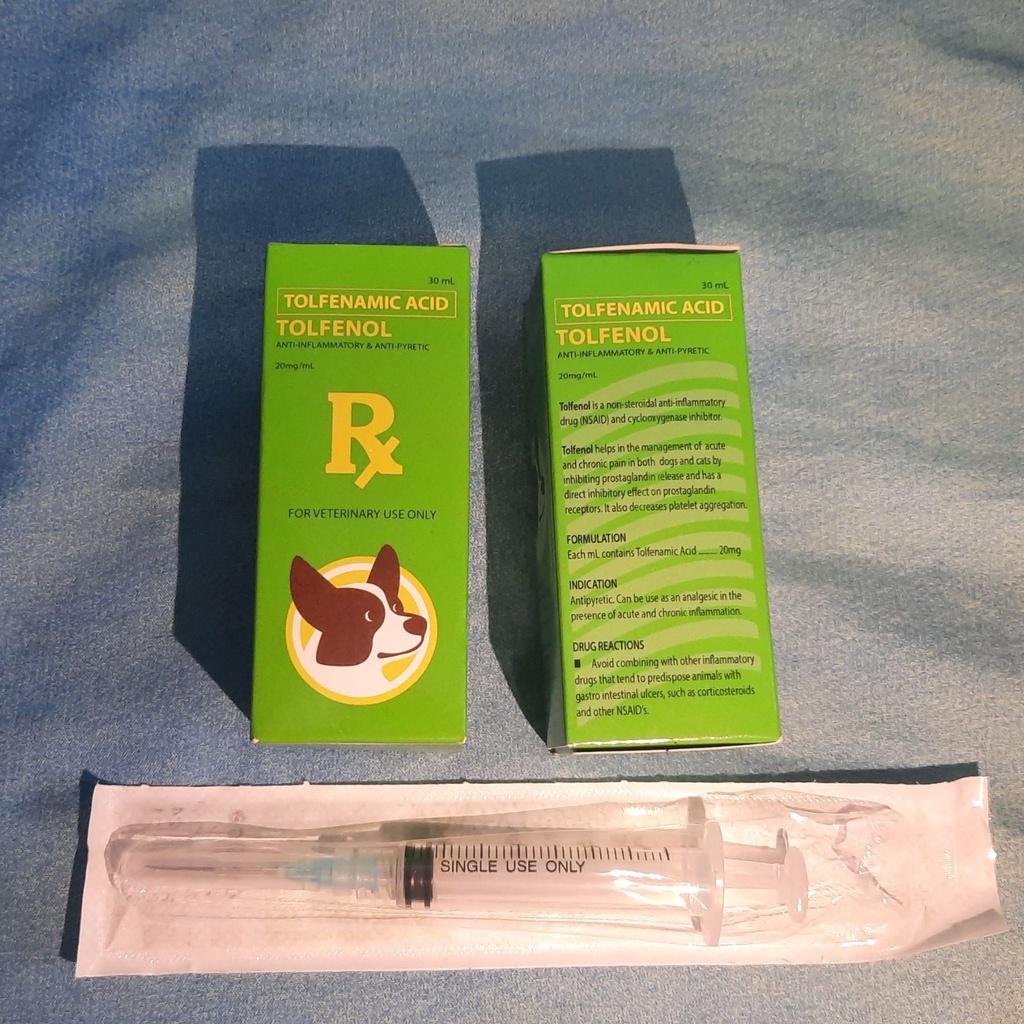 30 mL
TOLFENAMIC ACID
TOLFENOL
ANTI-INFLAMMATORY & ANTI-PYRETIC
20mg/mL
Rx
FOR VETERINARY USE ONLY
30 mL
TOLFENAMIC ACID
TOLFENOL
ANTI-INFLAMMATORY & ANTI-PYRETIC
20mg/mL
Tolfenol is a non-steroidal anti-inflammatory
drug (NSAID) and cyclooxygenase inhibitor.
Tolfenol helps in the management of acute
and chronic pain in both dogs and cats by
inhibiting prostaglandin release and has a
direct inhibitory effect on prostaglandin
receptors. It also decreases platelet aggregation.
FORMULATION
Each mL contains Tolfenamic Acid ........ 20mg
INDICATION
Antipyretic. Can be use as an analgesic in the
presence of acute and chronic inflammation.
DRUG REACTIONS
■ Avoid combining with other inflammatory
drugs that tend to predispose animals with
gastro intestinal ulcers, such as corticosteroids
and other NSAID's.
SINGLE USE ONLY